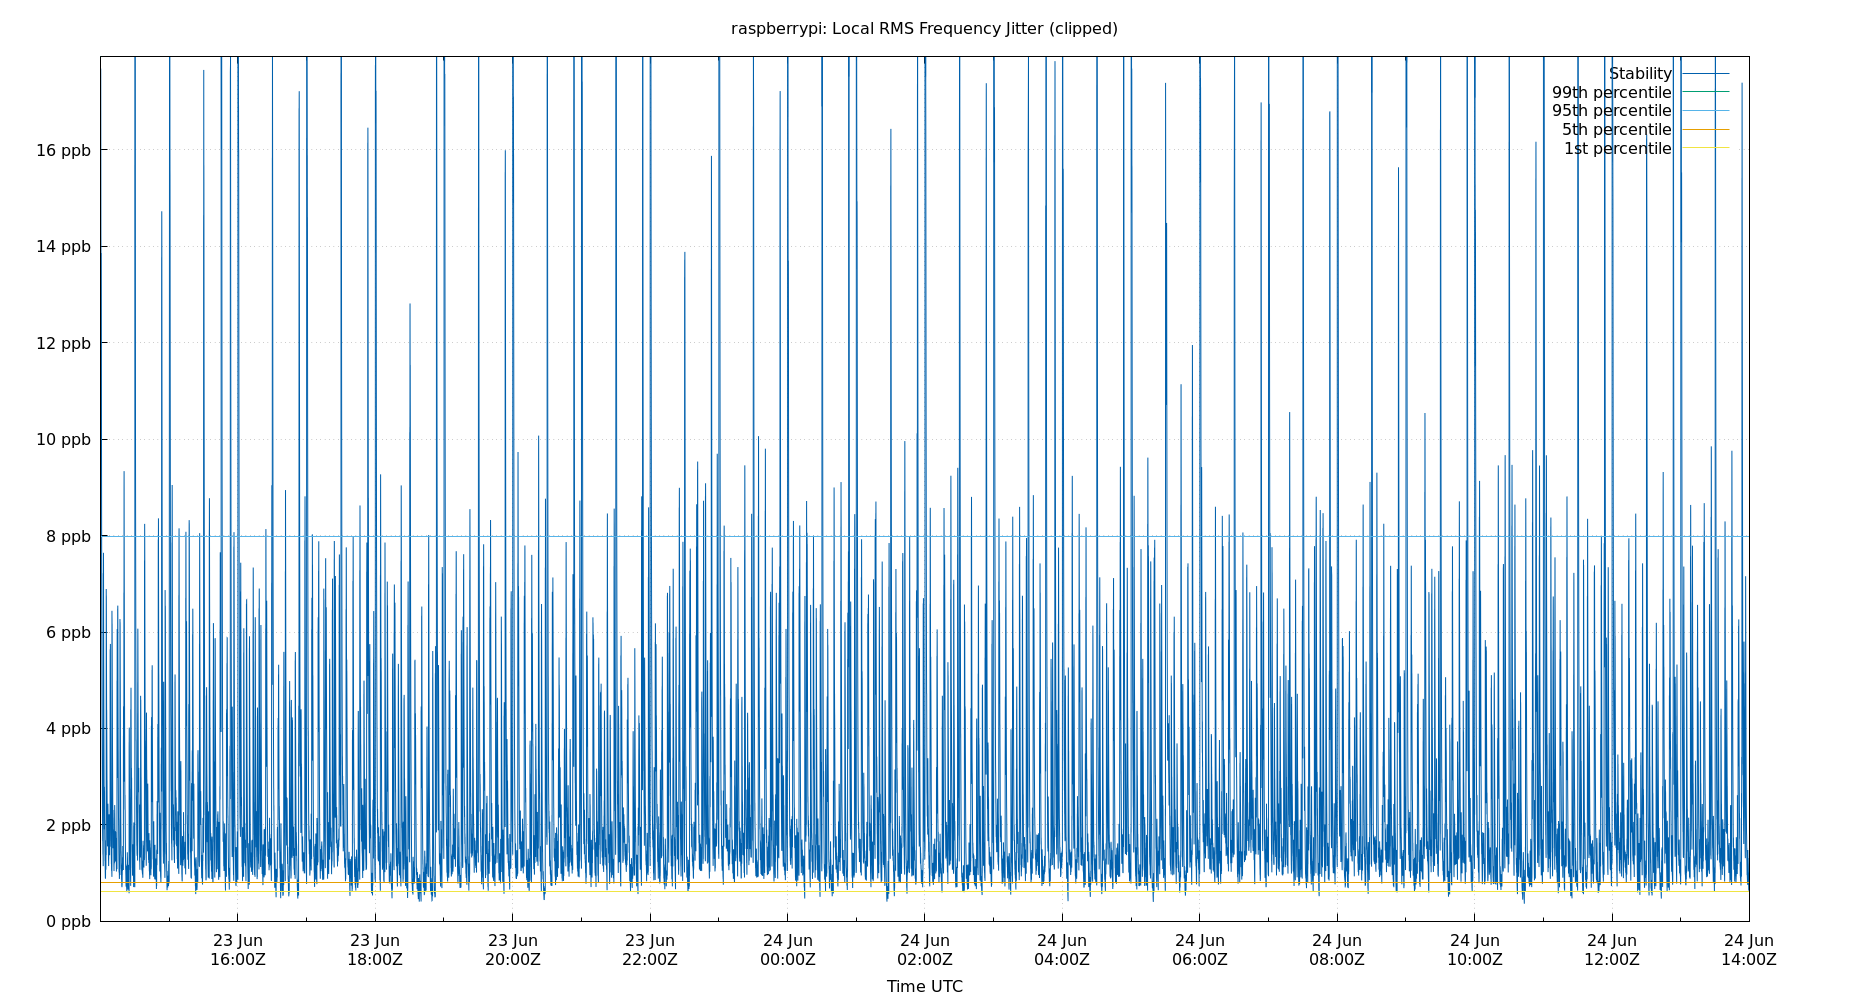 raspberrypi: Local RMS Frequency Jitter (clipped)
Stability
99th percentile
95th percentile
5th percentile
1st percentile
16 ppb
14 ppb
12 ppb
10 ppb
8 ppb
6 ppb
4 ppb
2 ppb
0 ppb
23 Jun 23 Jun 23 Jun 23 Jun 24 Jun 24 Jun 24 Jun 24 Jun 24 Jun 24 Jun 24 Jun 24 Jun
16:00Z 18:00Z 20:00Z 22:00Z 00:00Z 02:00Z 04:00Z 06:00Z 08:00Z 10:00Z 12:00Z 14:00Z
Time UTC